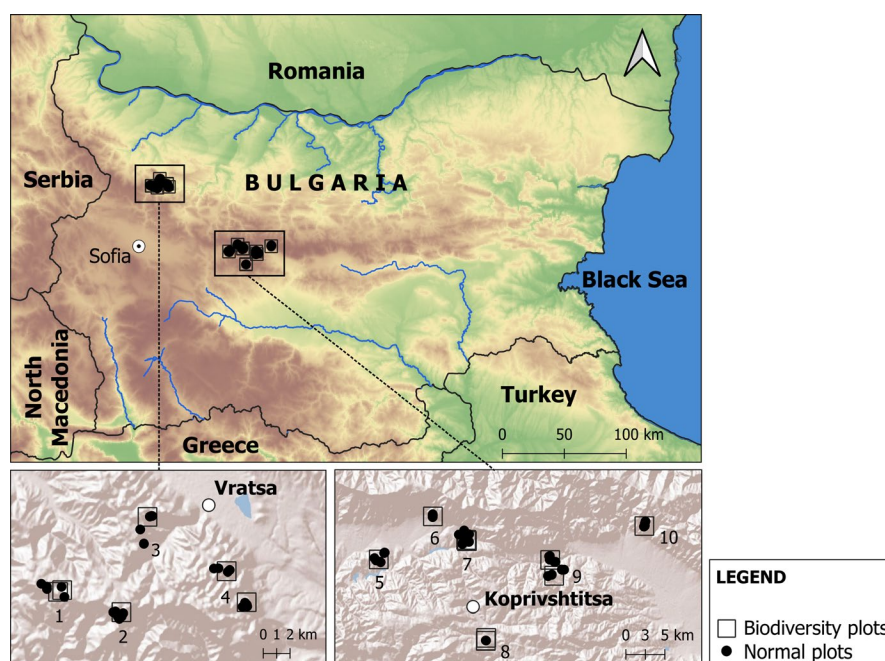 Romania
Serbia
BULGARIA
Sofia
Black Sea
North
Macedonia
Turkey
Greece
0 50 100 km
Vratsa
3
4
1
2
0 1 2 km
6
7
10
5
9
Koprivshtitsa
8
0 3 5 km
LEGEND
Biodiversity plots
Normal plots